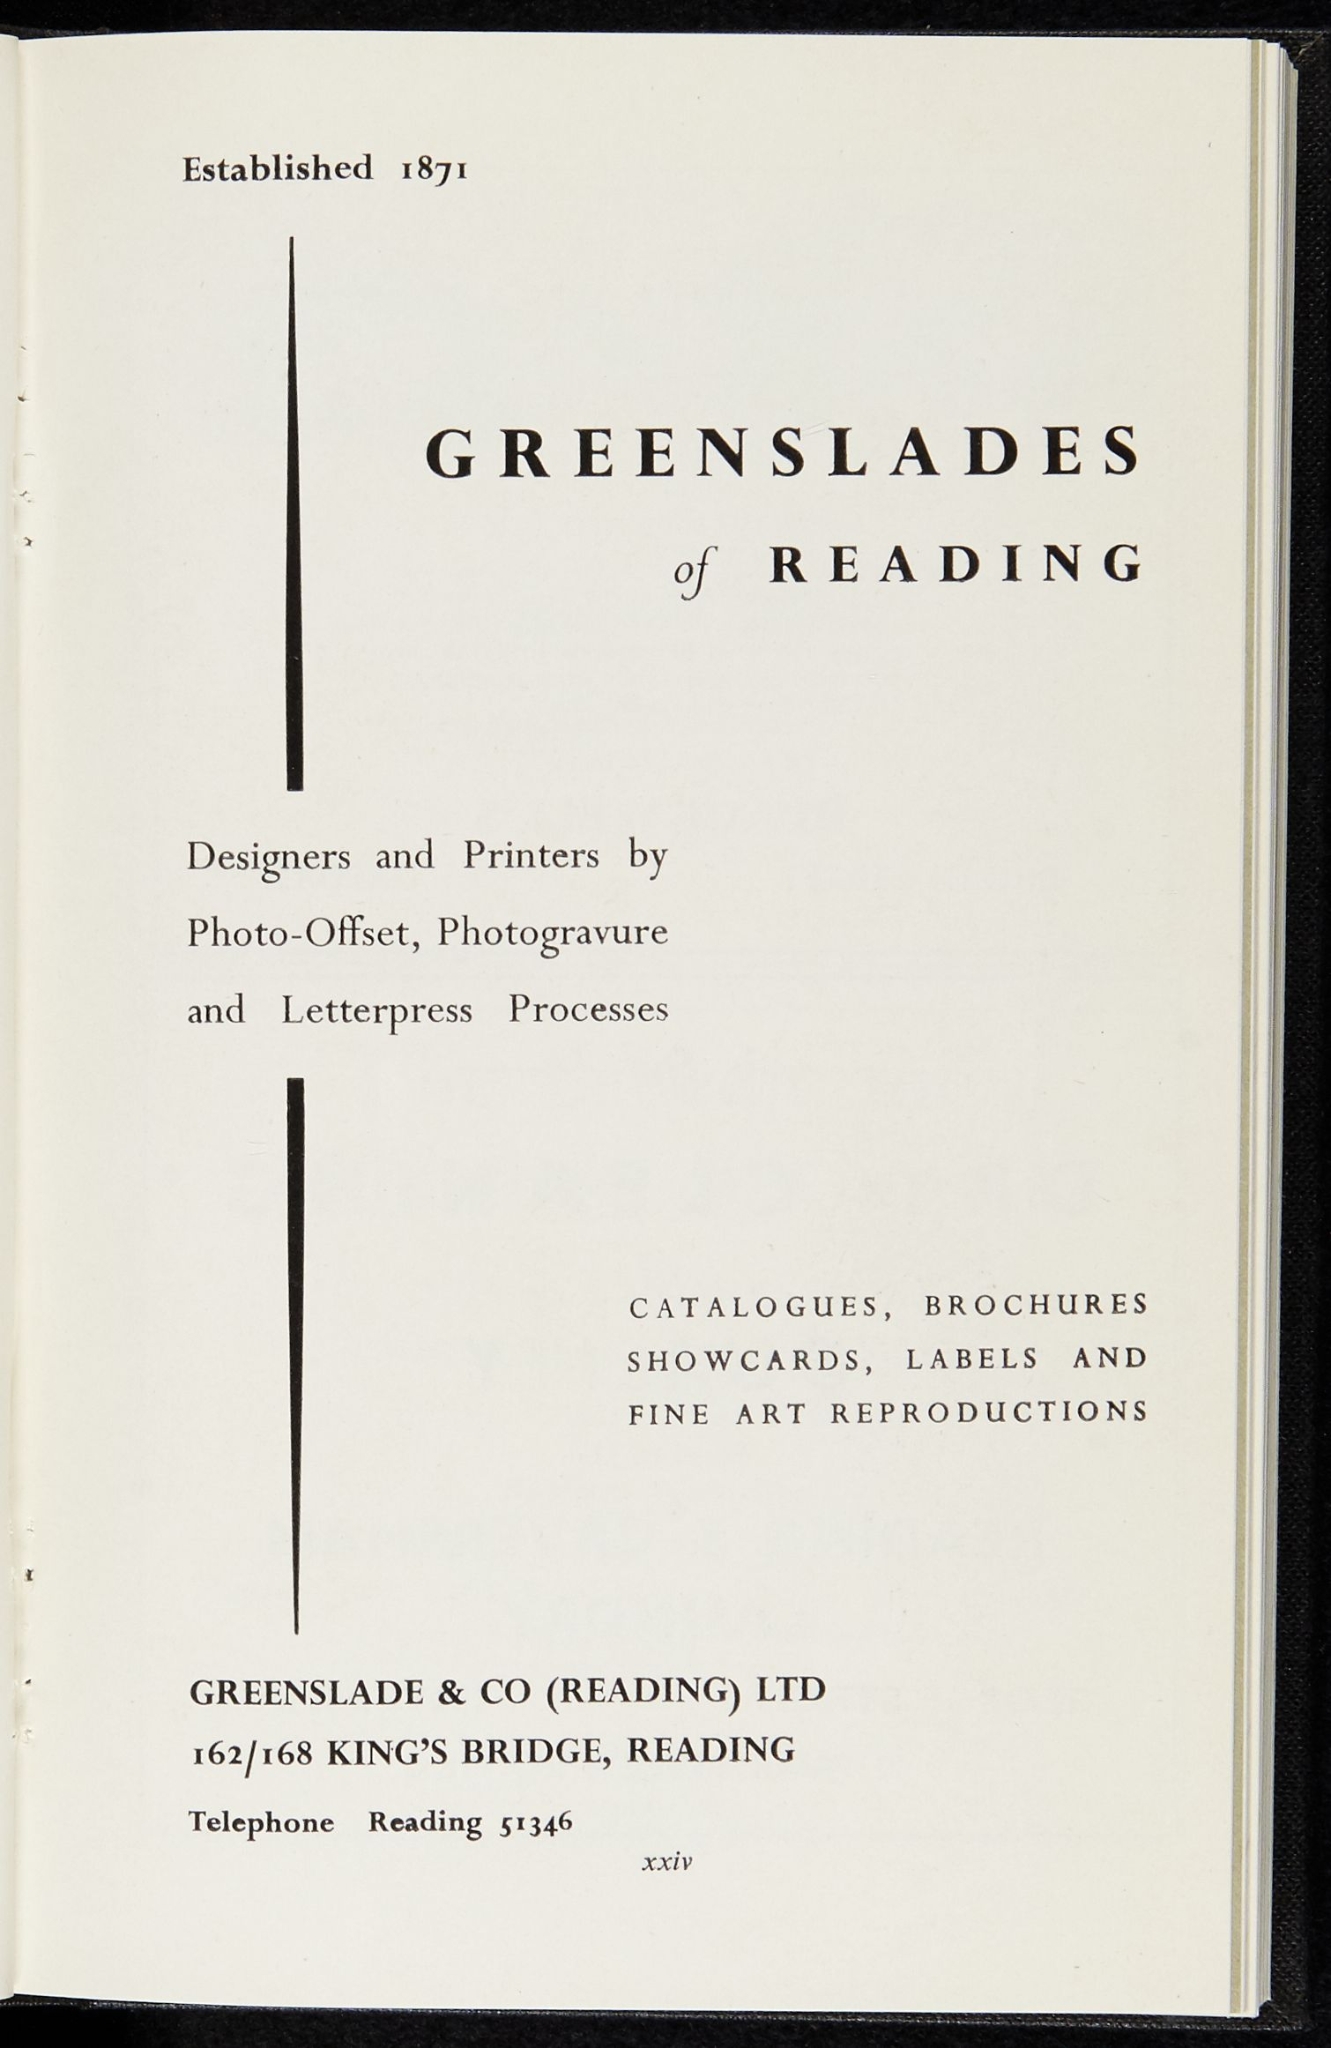 Established 1871
GREENSLADES
of READING
Designers and Printers by
Photo-Offset, Photogravure
and Letterpress Processes
CATALOGUES, BROCHURES
SHOWCARDS, LABELS AND
FINE ART REPRODUCTIONS
GREENSLADE & CO (READING) LTD
162/168 KING'S BRIDGE, READING
Telephone Reading 51346
xxiv